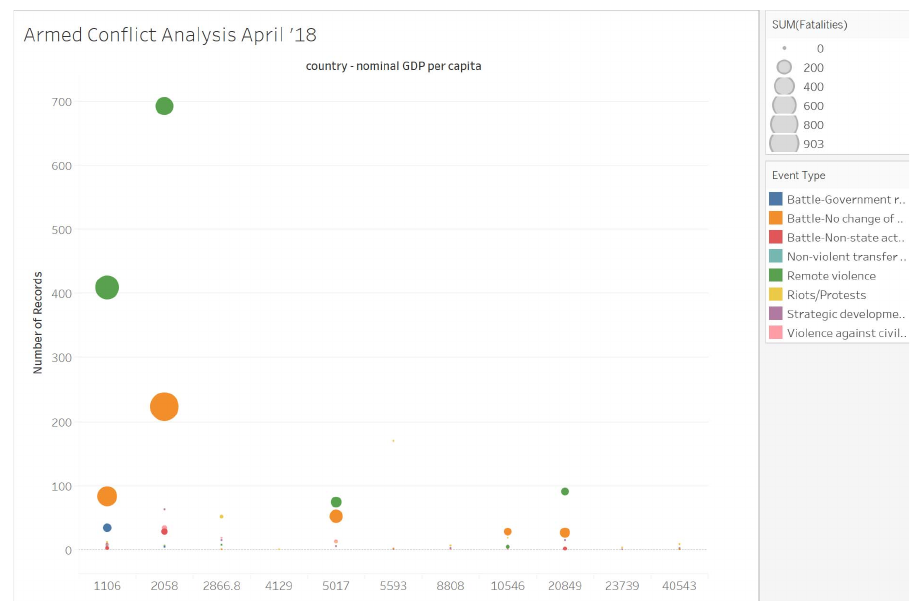 Armed Conflict Analysis April '18
country - nominal GDP per capita
Number of Records
700
600
500
400
300
200
100
0
1106 2058 2866.8 4129 5017 5593 8808 10546 20849 23739 40543
SUM(Fatalities)
0
200
400
600
800
903
Event Type
Battle-Government r..
Battle-No change of ..
Battle-Non-state act..
Non-violent transfer ..
Remote violence
Riots/Protests
Strategic developme..
Violence against civil..